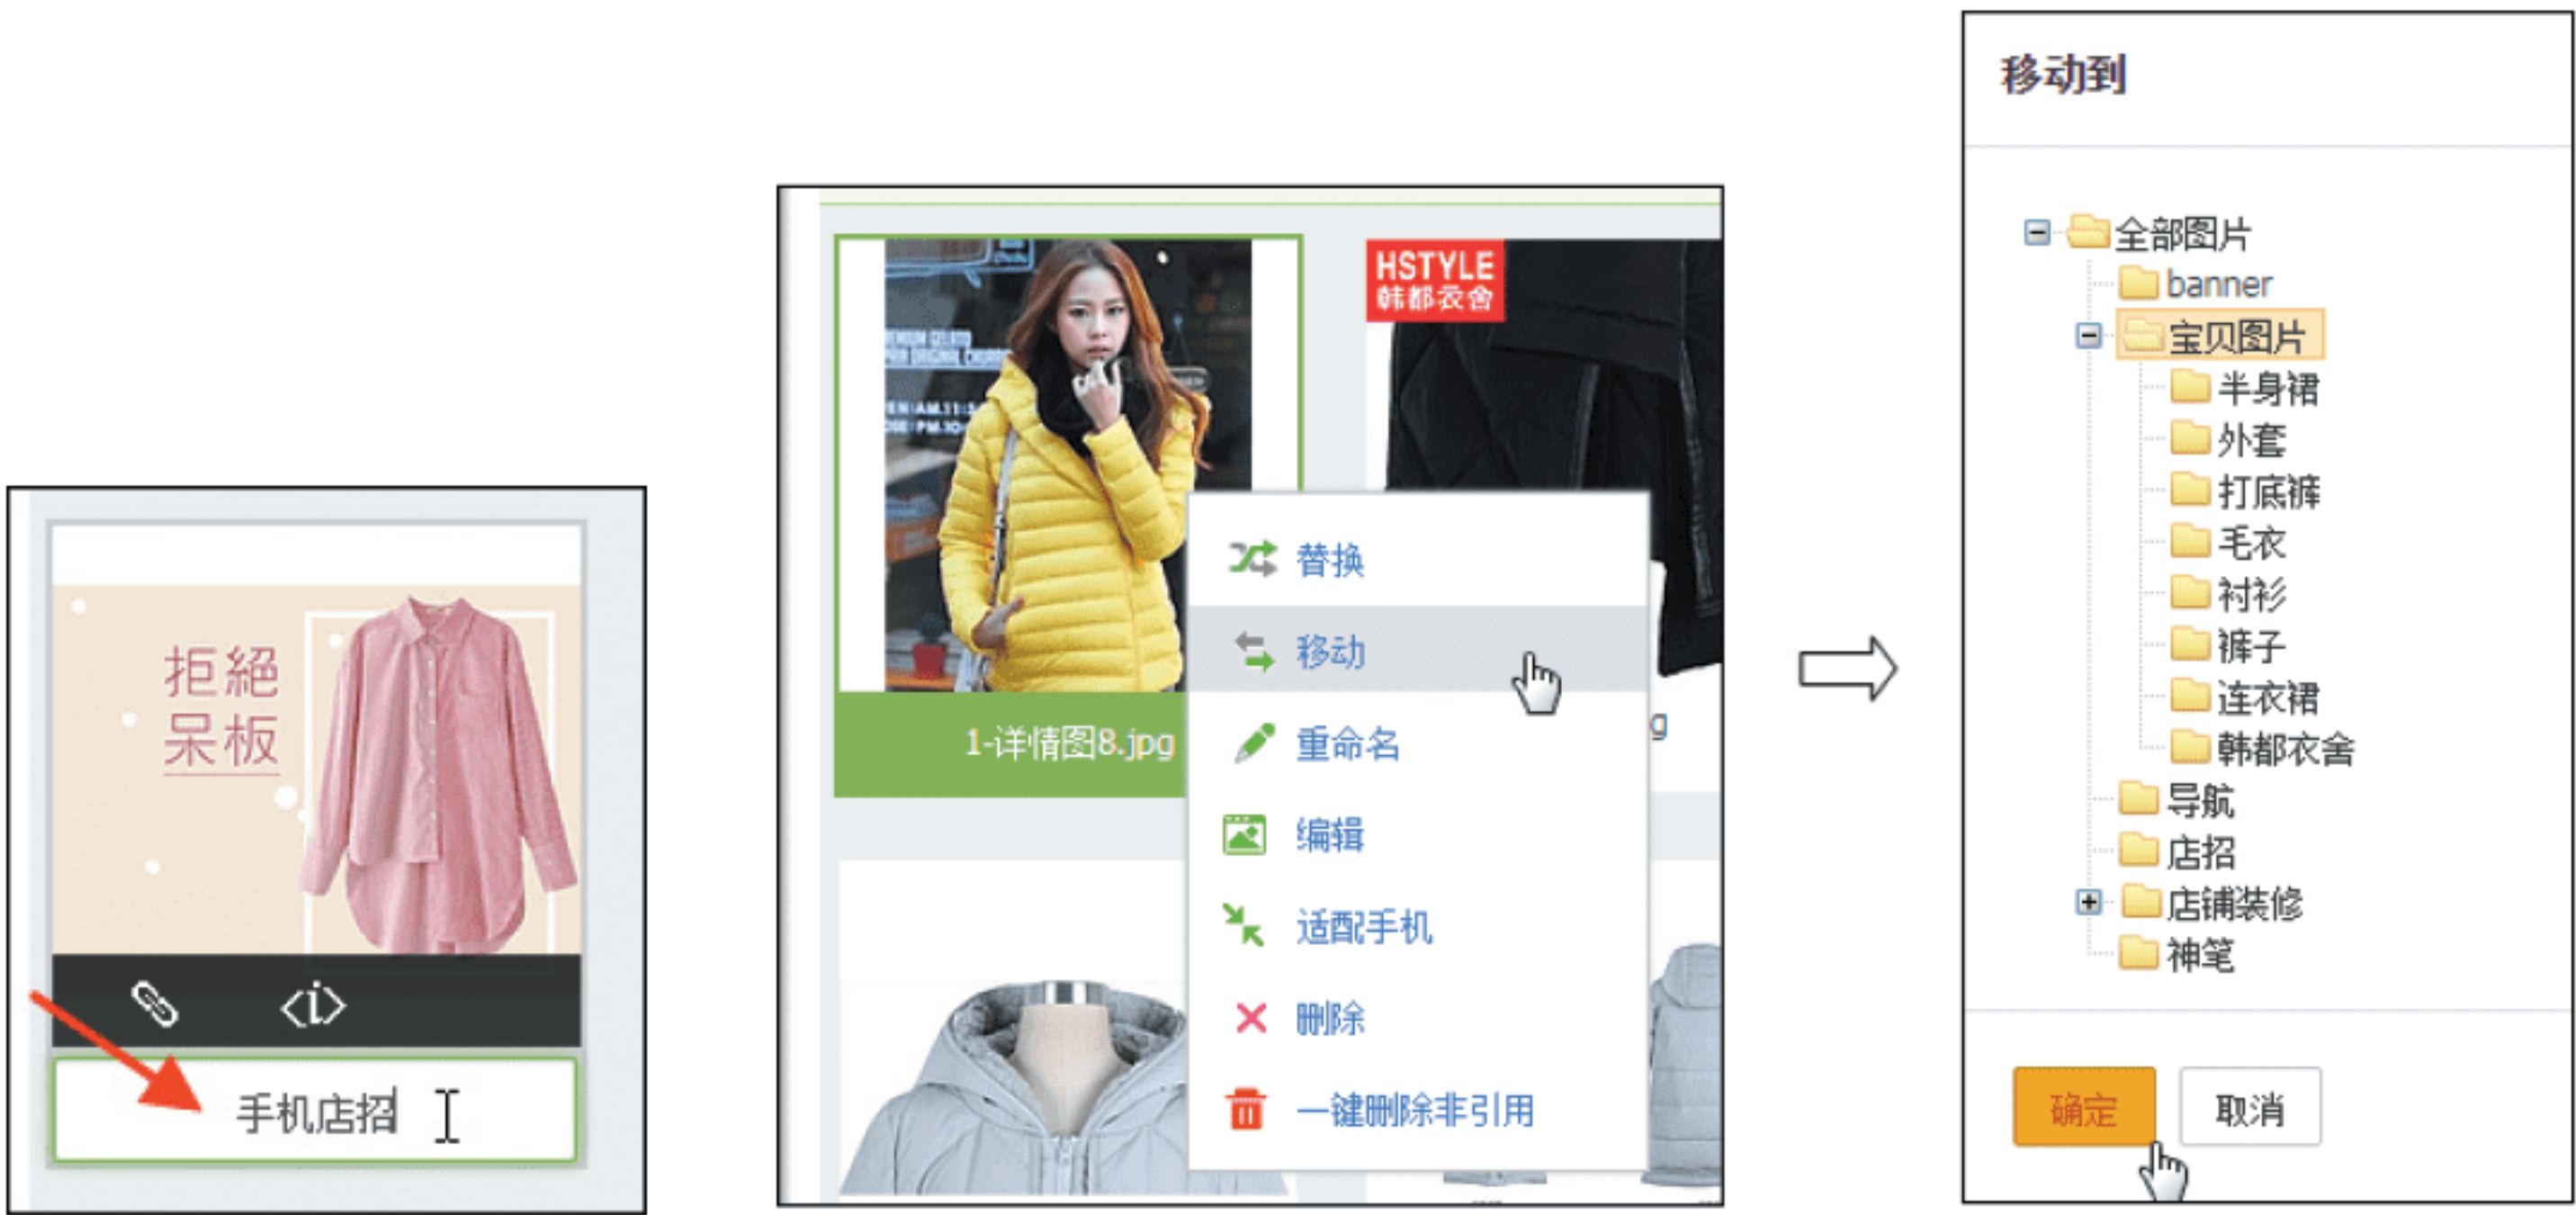 拒絕
呆板
手机店招
HSTYLE
韩都衣舍
1-详情图8.jpg
g
替换
移动
重命名
编辑
适配手机
删除
一键删除非引用
移动到
全部图片
banner
宝贝图片
半身裙
外套
打底裤
毛衣
衬衫
裤子
连衣裙
韩都衣舍
导航
店招
店铺装修
神笔
确定
取消